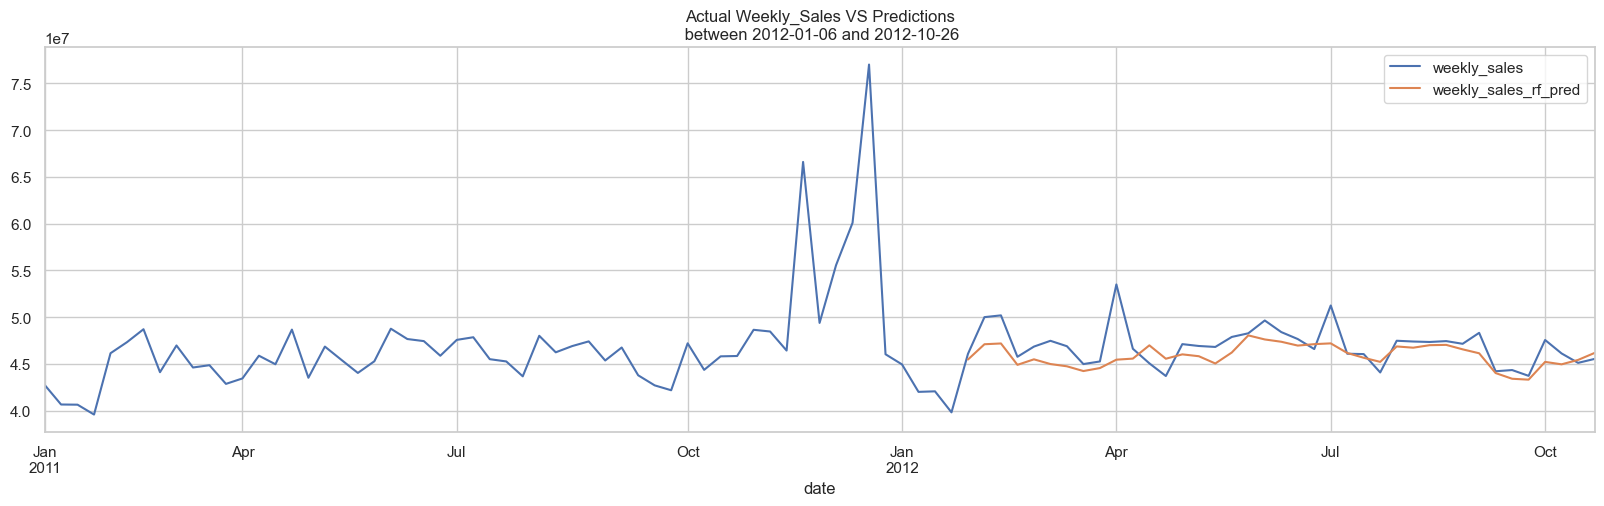 Actual Weekly_Sales VS Predictions
between 2012-01-06 and 2012-10-26
1e7
weekly_sales
weekly_sales_rf_pred
7.5
7.0
6.5
6.0
5.5
5.0
4.5
4.0
Jan Apr Jul Oct Jan Apr Jul Oct
2011 2012
date